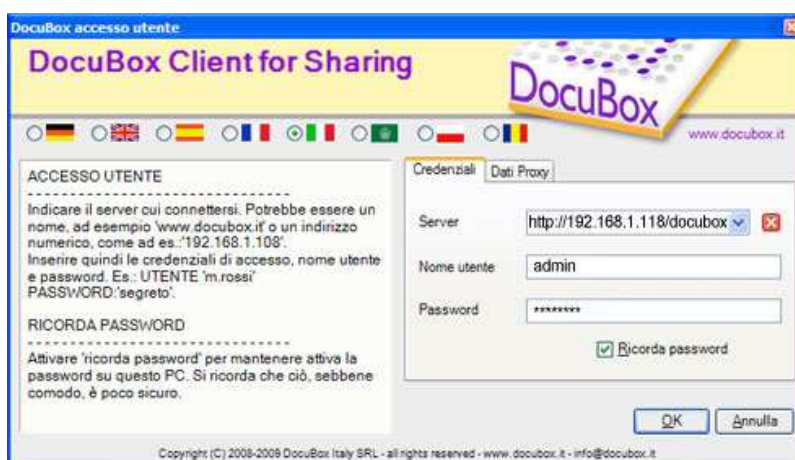 DocuBox accesso utente
DocuBox Client for Sharing
DocuBox
www.docubox.it
ACCESSO UTENTE
- - - - - - - - - - - - - - - - - - - - - - - - - - - - - -
Indicare il server cui connettersi. Potrebbe essere un
nome, ad esempio 'www.docubox.it' o un indirizzo
numerico, come ad es.:'192.168.1.108'.
Inserire quindi le credenziali di accesso, nome utente
e password. Es.: UTENTE 'm.rossi'
PASSWORD:'segreto'.
RICORDA PASSWORD
- - - - - - - - - - - - - - - - - - - - - - - - - - - - - -
Attivare 'ricorda password' per mantenere attiva la
password su questo PC. Si ricorda che ciò, sebbene
comodo, è poco sicuro.
Credenziali Dati Proxy
Server http://192.168.1.118/docubox
Nome utente admin
Password ********
Ricorda password
OK Annulla
Copyright (C) 2008-2009 DocuBox Italy SRL - all rights reserved - www.docubox.it - info@docubox.it